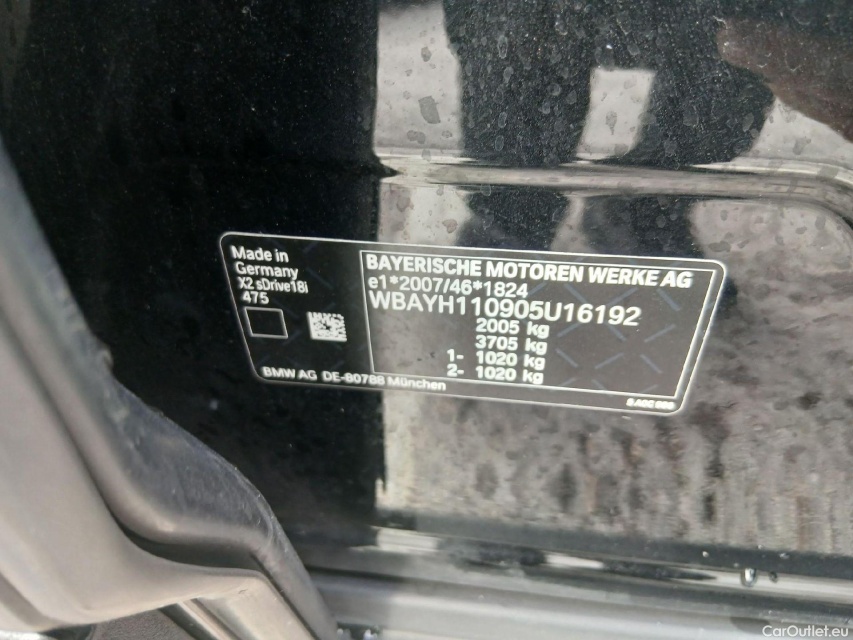 Made in
Germany
X2 sDrive18i
475
BAYERISCHE MOTOREN WERKE AG
e1*2007/46*1824
WBAYH110905U16192
2005 kg
3705 kg
1- 1020 kg
2- 1020 kg
BMW AG DE-80788 München
CarOutlet.eu